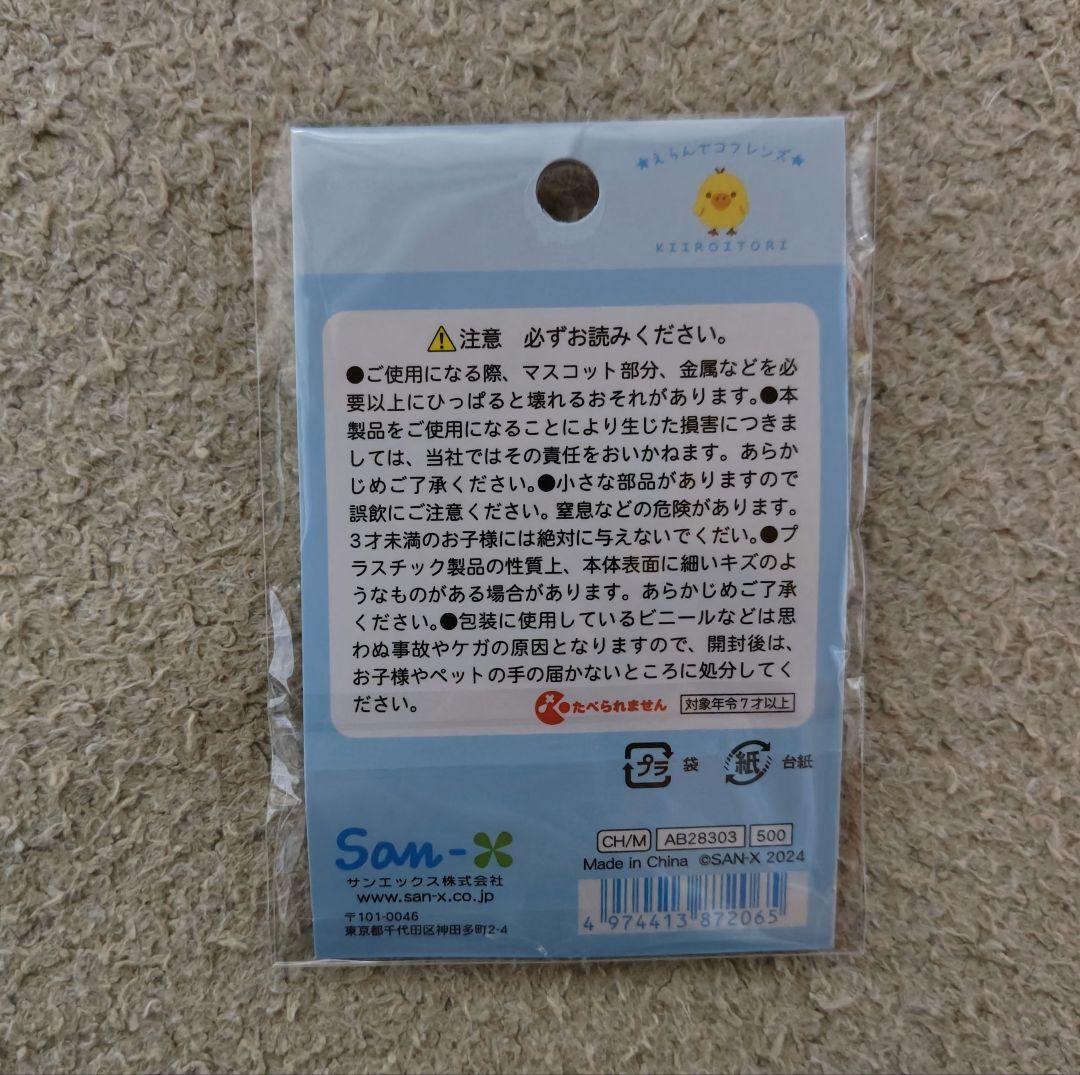 ★えらんでコフレンズ★
KIIROITORI
注意 必ずお読みください。
●ご使用になる際、マスコット部分、金属などを必
要以上にひっぱると壊れるおそれがあります。●本
製品をご使用になることにより生じた損害につきま
しては、当社ではその責任をおいかねます。あらか
じめご了承ください。●小さな部品がありますので
誤飲にご注意ください。窒息などの危険があります。
3才未満のお子様には絶対に与えないでくだい。●プ
ラスチック製品の性質上、本体表面に細いキズのよ
うなものがある場合があります。あらかじめご了承
ください。●包装に使用しているビニールなどは思
わぬ事故やケガの原因となりますので、開封後は、
お子様やペットの手の届かないところに処分してく
ださい。
たべられません 対象年令7才以上
プラ 袋 紙 台紙
San-X
サンエックス株式会社
www.san-x.co.jp
〒101-0046
東京都千代田区神田多町2-4
CH/M AB28303 500
Made in China ©SAN-X 2024
4 974413 872065